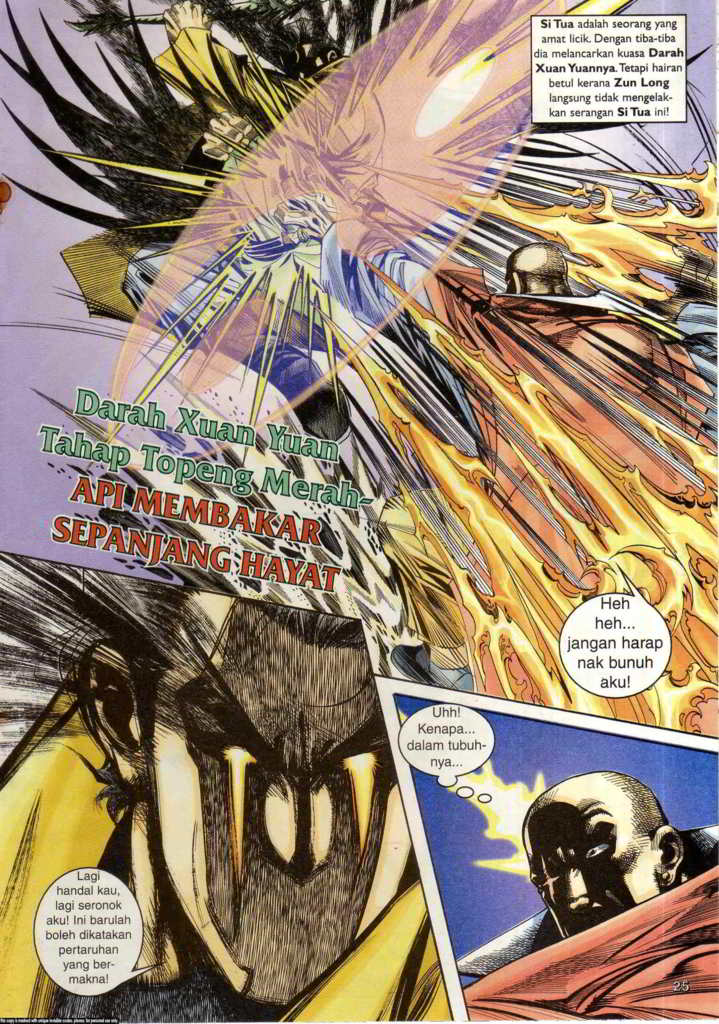 Si Tua adalah seorang yang
amat licik. Dengan tiba-tiba
dia melancarkan kuasa Darah
Xuan Yuannya. Tetapi hairan
betul kerana Zun Long
langsung tidak mengelak-
kan serangan Si Tua ini!
Darah Xuan Yuan
Tahap Topeng Merah-
API MEMBAKAR
SEPANJANG HAYAT
Heh
heh...
jangan harap
nak bunuh
aku!
Lagi
handal kau,
lagi seronok
aku! Ini barulah
boleh dikatakan
pertaruhan
yang ber-
makna!
Uhh!
Kenapa...
dalam tubuh-
nya...
25